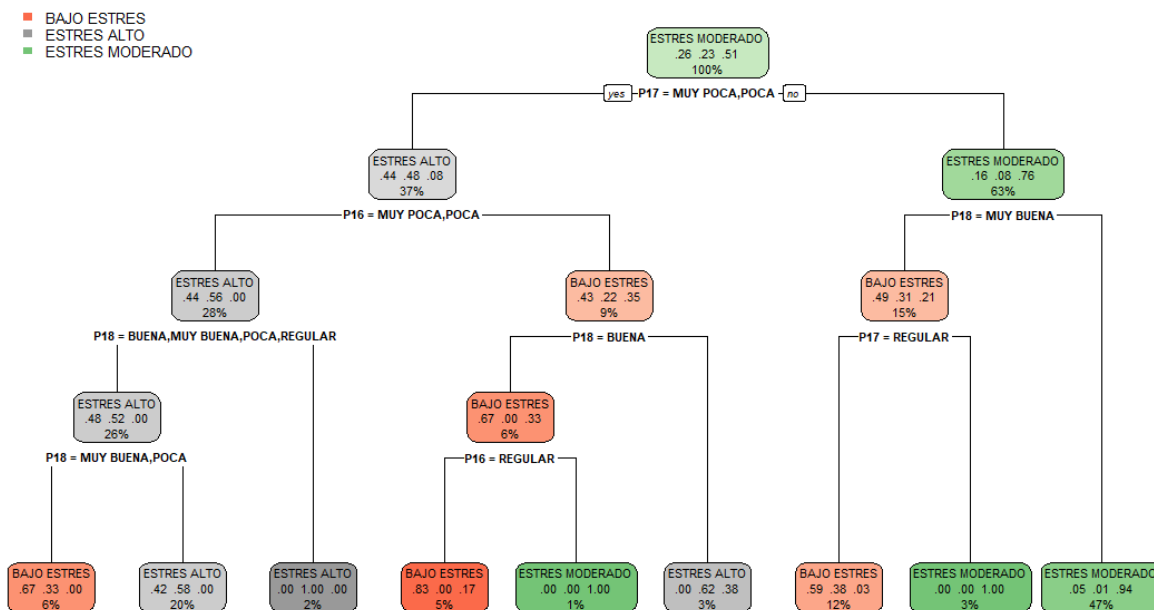 BAJO ESTRES
ESTRES ALTO
ESTRES MODERADO
ESTRES MODERADO
.26 .23 .51
100%
yes P17 = MUY POCA,POCA no
ESTRES ALTO
.44 .48 .08
37%
ESTRES MODERADO
.16 .08 .76
63%
P16 = MUY POCA,POCA
P18 = MUY BUENA
ESTRES ALTO
.44 .56 .00
28%
BAJO ESTRES
.43 .22 .35
9%
BAJO ESTRES
.49 .31 .21
15%
P18 = BUENA,MUY BUENA,POCA,REGULAR
P18 = BUENA
P17 = REGULAR
ESTRES ALTO
.48 .52 .00
26%
BAJO ESTRES
.67 .00 .33
6%
P18 = MUY BUENA,POCA
P16 = REGULAR
BAJO ESTRES
.67 .33 .00
6%
ESTRES ALTO
.42 .58 .00
20%
ESTRES ALTO
.00 1.00 .00
2%
BAJO ESTRES
.83 .00 .17
5%
ESTRES MODERADO
.00 .00 1.00
1%
ESTRES ALTO
.00 .62 .38
3%
BAJO ESTRES
.59 .38 .03
12%
ESTRES MODERADO
.00 .00 1.00
3%
ESTRES MODERADO
.05 .01 .94
47%